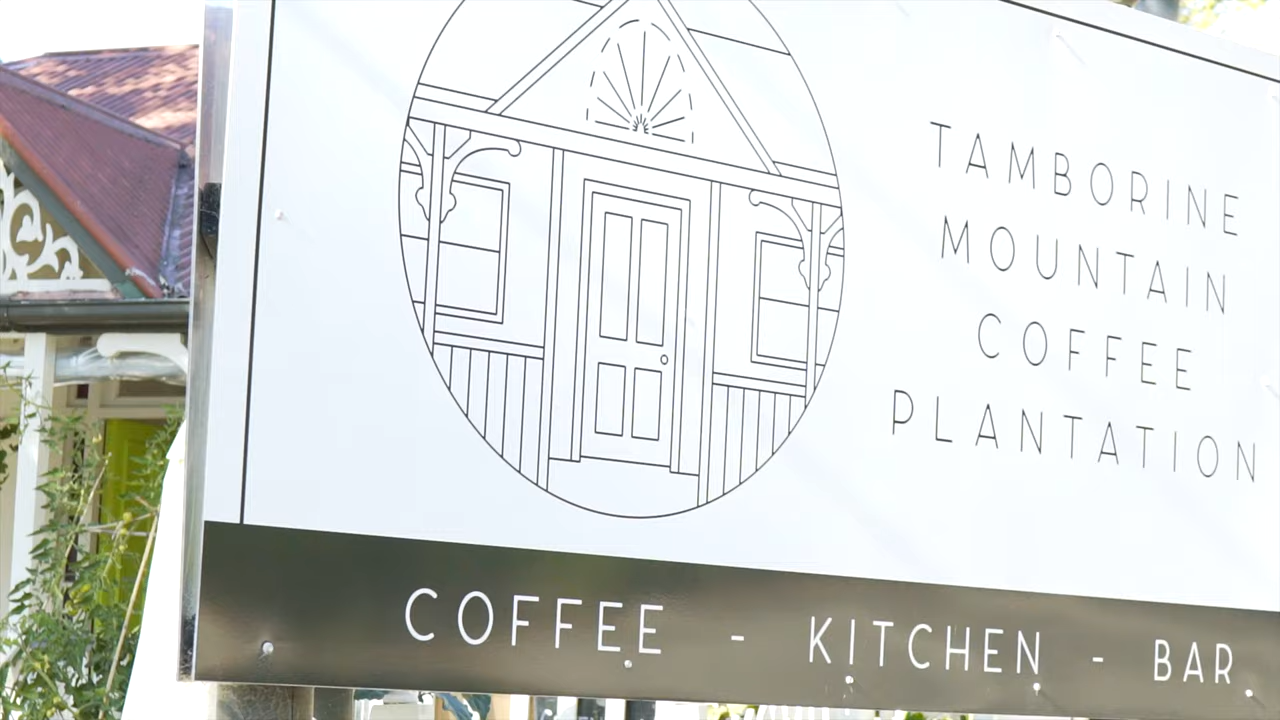 TAMBORINE
MOUNTAIN
COFFEE
PLANTATION
COFFEE - KITCHEN - BAR